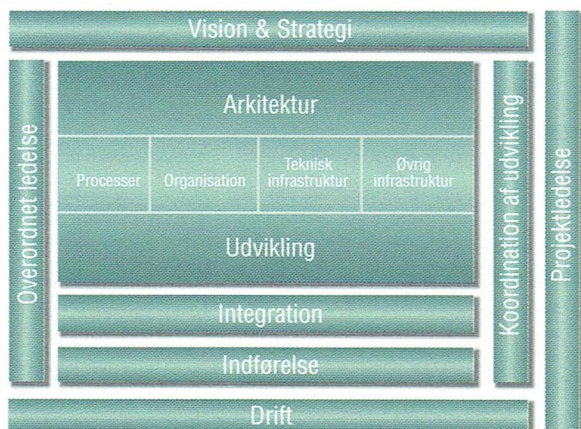 Vision & Strategi
Overordnet ledelse
Arkitektur
Processer
Organisation
Teknisk
infrastruktur
Øvrig
infrastruktur
Udvikling
Integration
Indførelse
Koordination af udvikling
Projektledelse
Drift